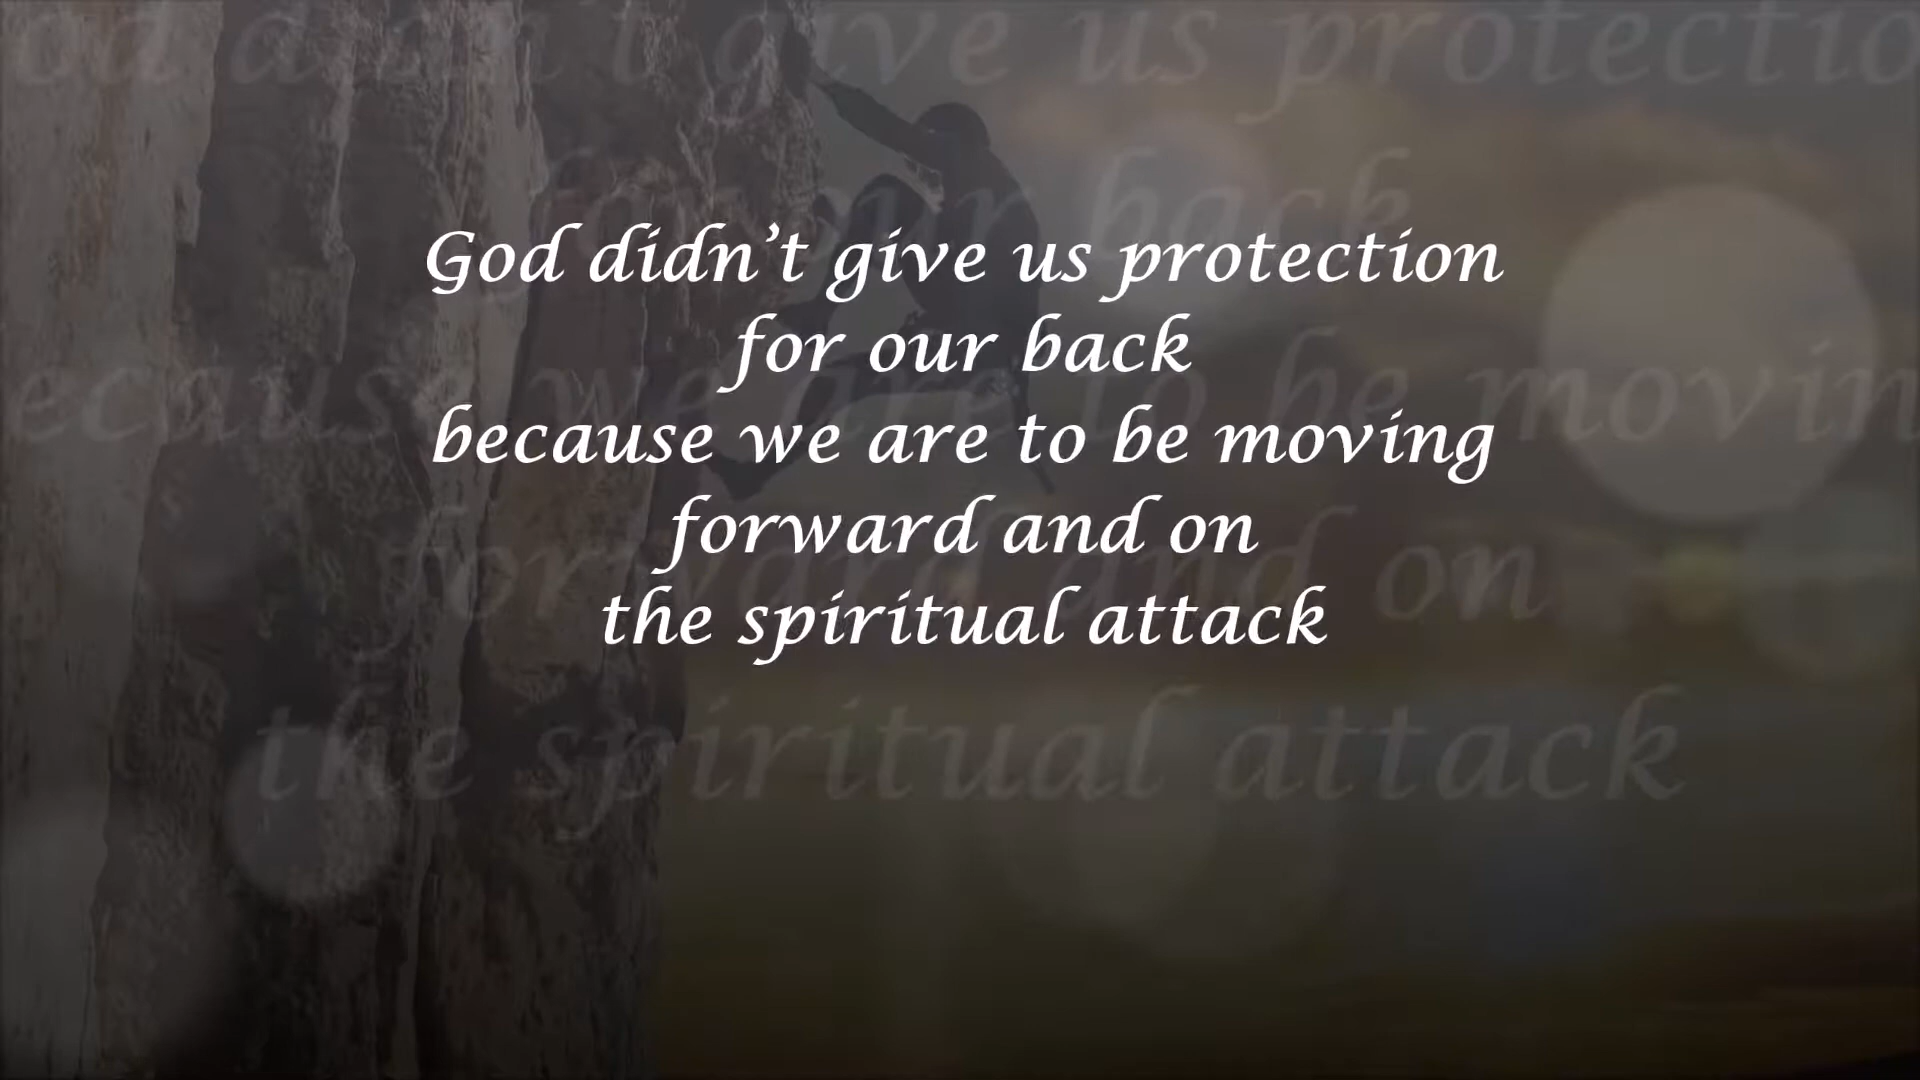 God didn't give us protection
for our back
because we are to be moving
forward and on
the spiritual attack